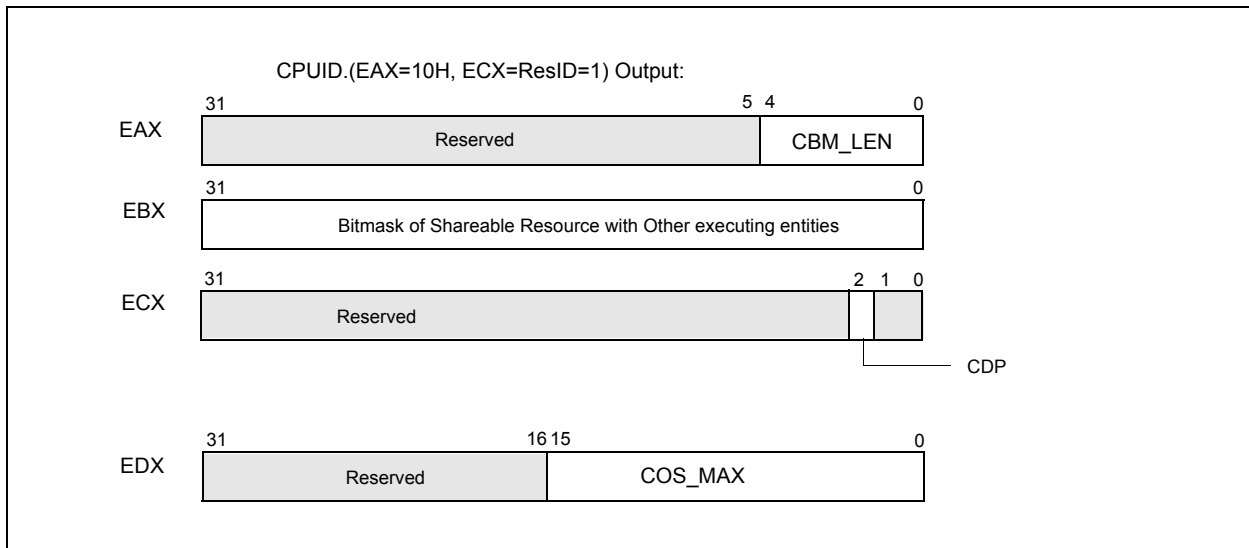 CPUID.(EAX=10H, ECX=ResID=1) Output:
31 5 4 0
EAX Reserved CBM_LEN
31 0
EBX Bitmask of Shareable Resource with Other executing entities
31 2 1 0
ECX Reserved
CDP
31 16 15 0
EDX Reserved COS_MAX